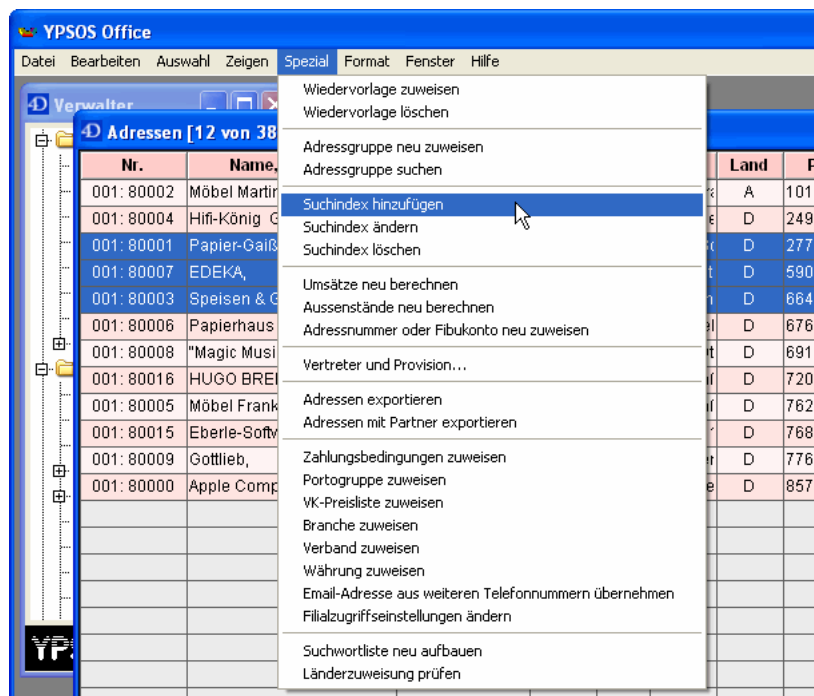 YPSOS Office
Datei Bearbeiten Auswahl Zeigen Spezial Format Fenster Hilfe
Verwalter
Adressen [12 von 38
Nr. Name, Land
001: 80002 Möbel Martin A 101
001: 80004 Hifi-König D 249
001: 80001 Papier-Gaiß D 277
001: 80007 EDEKA, D 590
001: 80003 Speisen & D 664
001: 80006 Papierhaus D 676
001: 80008 "Magic Musi D 691
001: 80016 HUGO BREI D 720
001: 80005 Möbel Frank D 762
001: 80015 Eberle-Softw D 768
001: 80009 Gottlieb, D 776
001: 80000 Apple Comp D 857
Wiedervorlage zuweisen
Wiedervorlage löschen
Adressgruppe neu zuweisen
Adressgruppe suchen
Suchindex hinzufügen
Suchindex ändern
Suchindex löschen
Umsätze neu berechnen
Aussenstände neu berechnen
Adressnummer oder Fibukonto neu zuweisen
Vertreter und Provision...
Adressen exportieren
Adressen mit Partner exportieren
Zahlungsbedingungen zuweisen
Portogruppe zuweisen
VK-Preisliste zuweisen
Branche zuweisen
Verband zuweisen
Währung zuweisen
Email-Adresse aus weiteren Telefonnummern übernehmen
Filialzugriffseinstellungen ändern
Suchwortliste neu aufbauen
Länderzuweisung prüfen